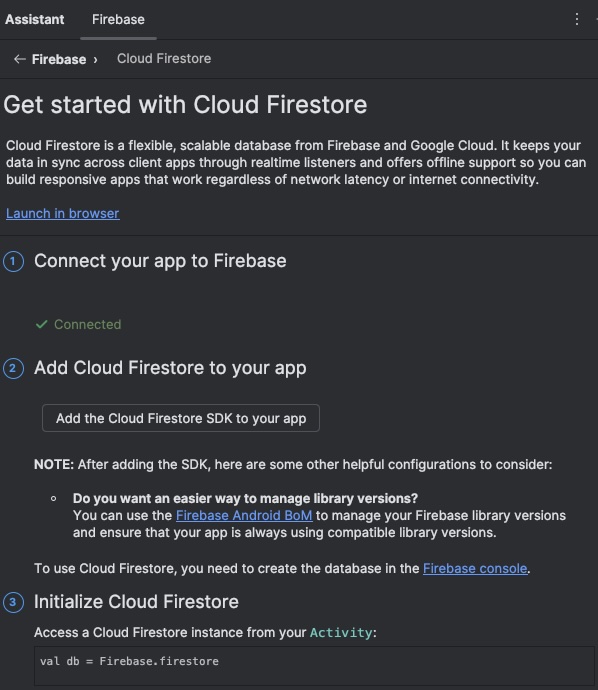 Assistant Firebase
← Firebase › Cloud Firestore
Get started with Cloud Firestore
Cloud Firestore is a flexible, scalable database from Firebase and Google Cloud. It keeps your
data in sync across client apps through realtime listeners and offers offline support so you can
build responsive apps that work regardless of network latency or internet connectivity.
Launch in browser
1 Connect your app to Firebase
✓ Connected
2 Add Cloud Firestore to your app
Add the Cloud Firestore SDK to your app
NOTE: After adding the SDK, here are some other helpful configurations to consider:
Do you want an easier way to manage library versions?
You can use the Firebase Android BoM to manage your Firebase library versions
and ensure that your app is always using compatible library versions.
To use Cloud Firestore, you need to create the database in the Firebase console.
3 Initialize Cloud Firestore
Access a Cloud Firestore instance from your Activity:
val db = Firebase.firestore